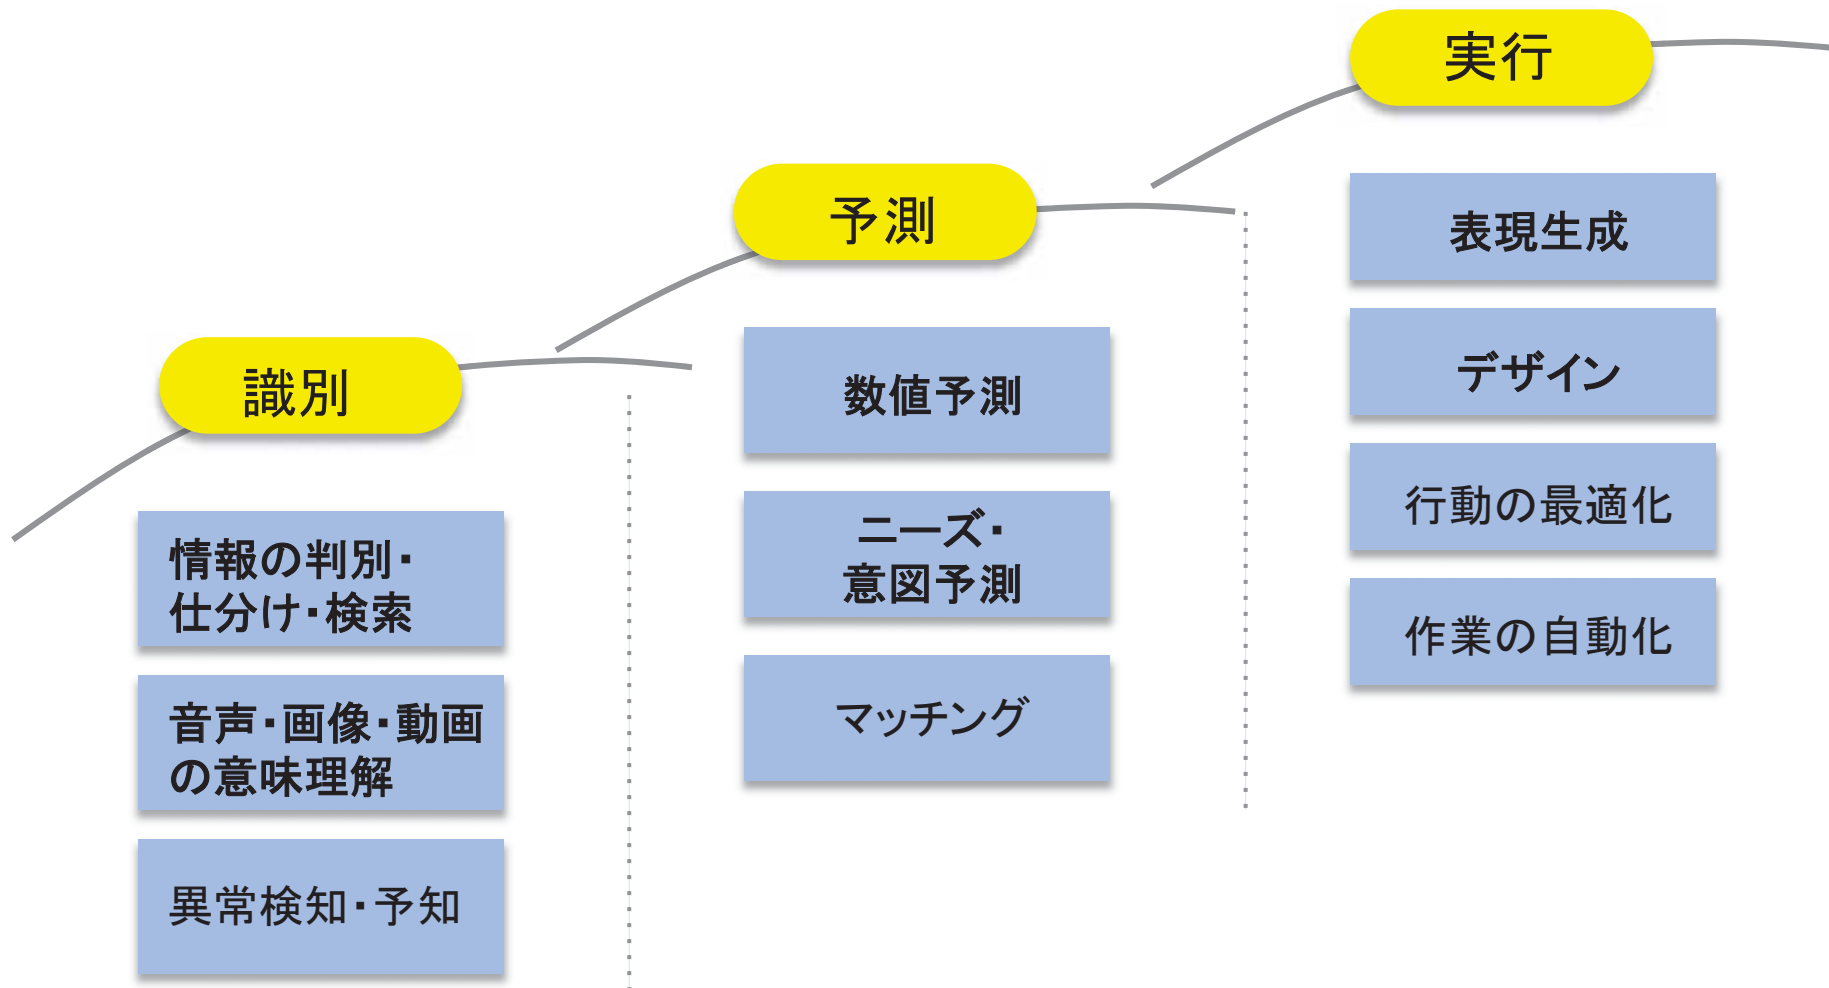 識別
情報の判別・
仕分け・検索
音声・画像・動画
の意味理解
異常検知・予知
予測
数値予測
ニーズ・
意図予測
マッチング
実行
表現生成
デザイン
行動の最適化
作業の自動化